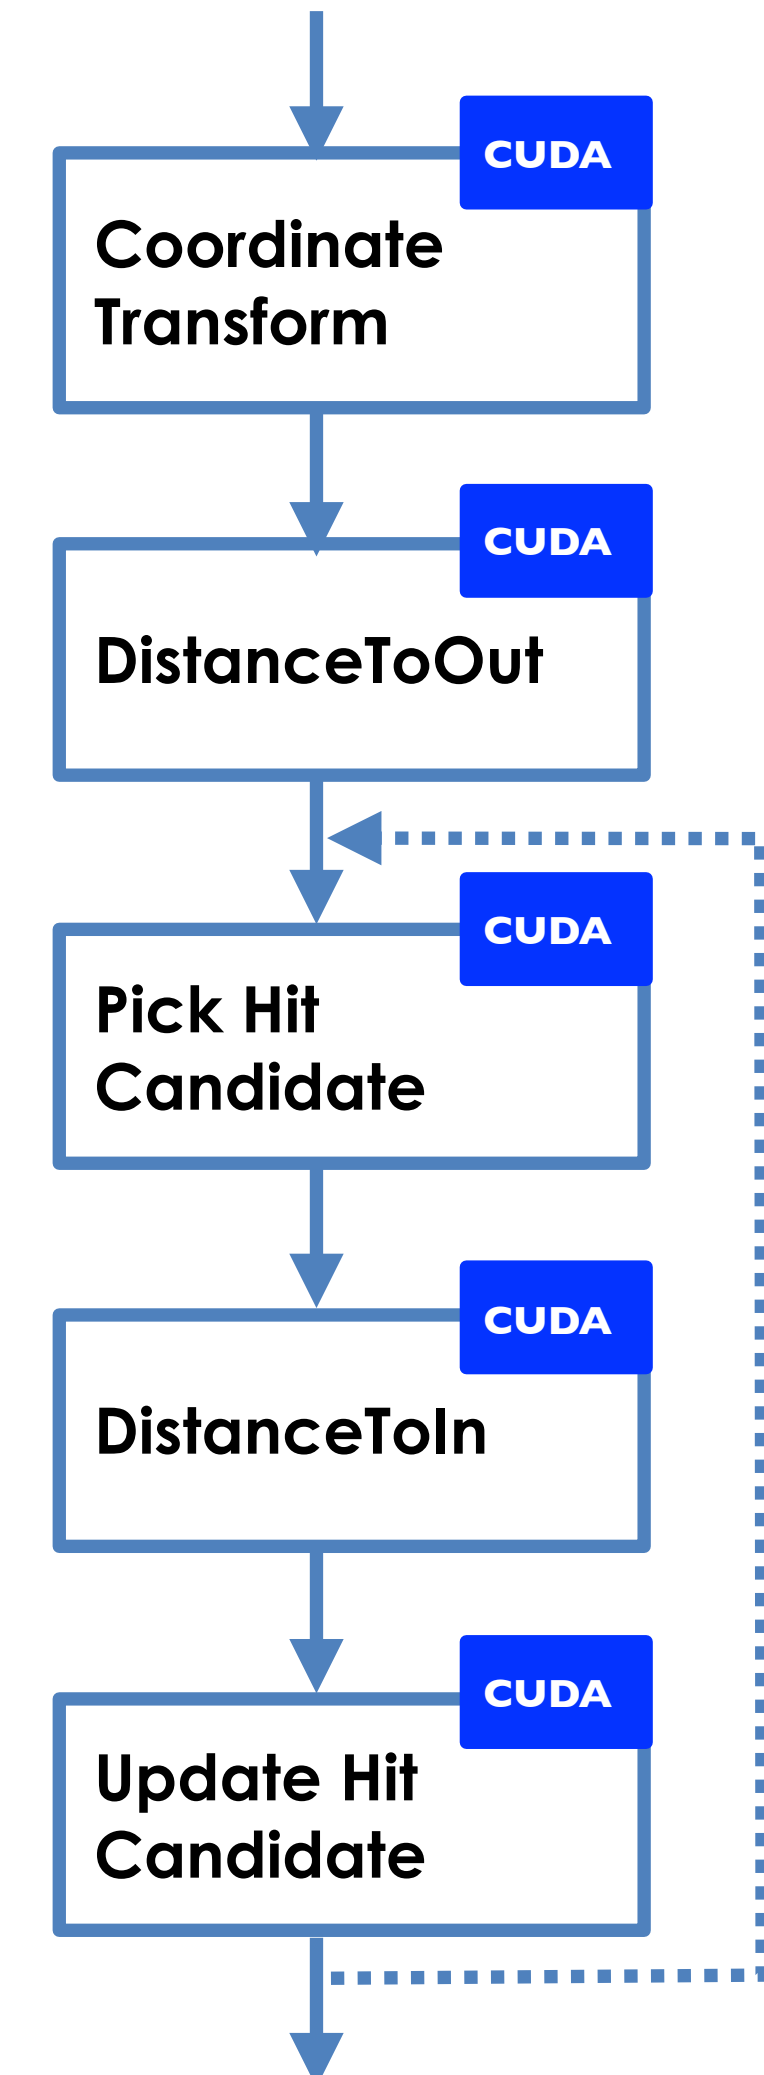 CUDA
Coordinate
Transform
CUDA
DistanceToOut
CUDA
Pick Hit
Candidate
CUDA
DistanceToIn
CUDA
Update Hit
Candidate